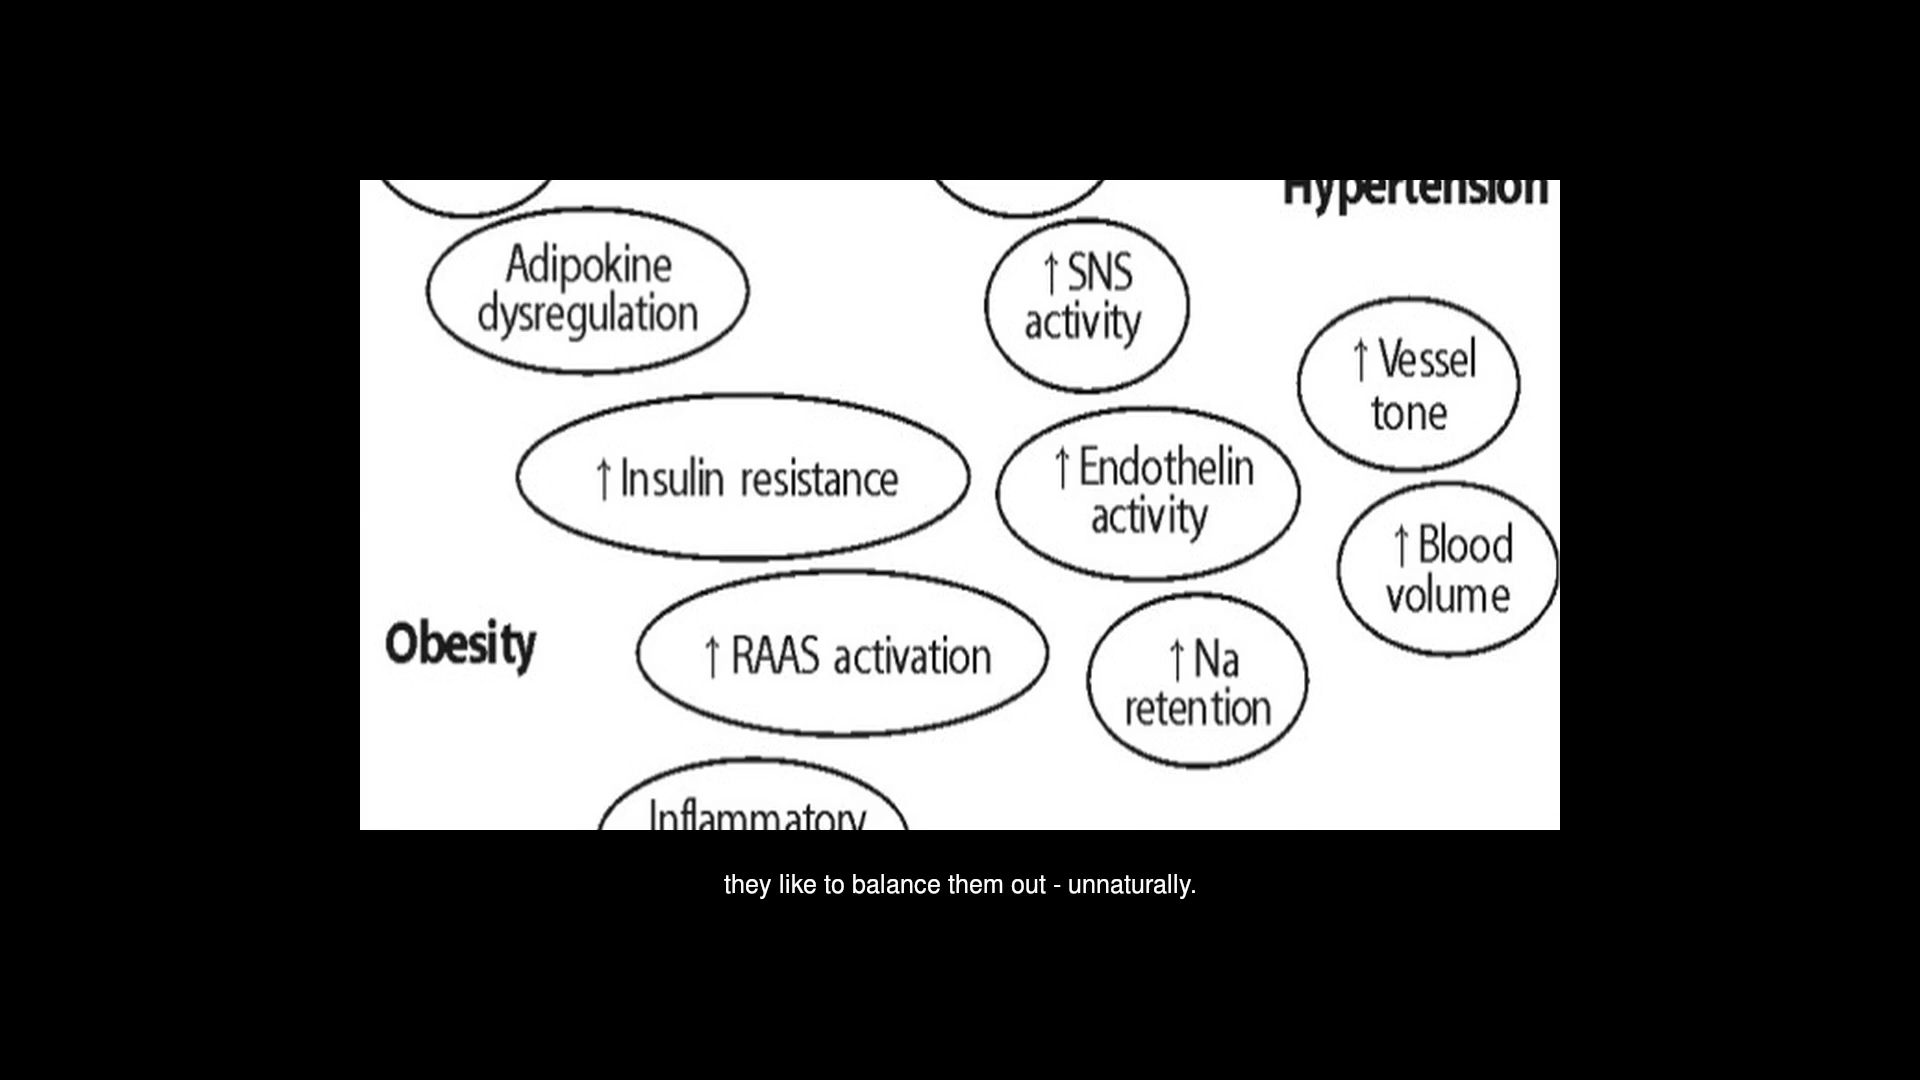 Hypertension
Adipokine
dysregulation
↑ SNS
activity
↑ Vessel
tone
↑ Insulin resistance
↑ Endothelin
activity
↑ Blood
volume
Obesity
↑ RAAS activation
↑ Na
retention
Inflammatory
they like to balance them out - unnaturally.